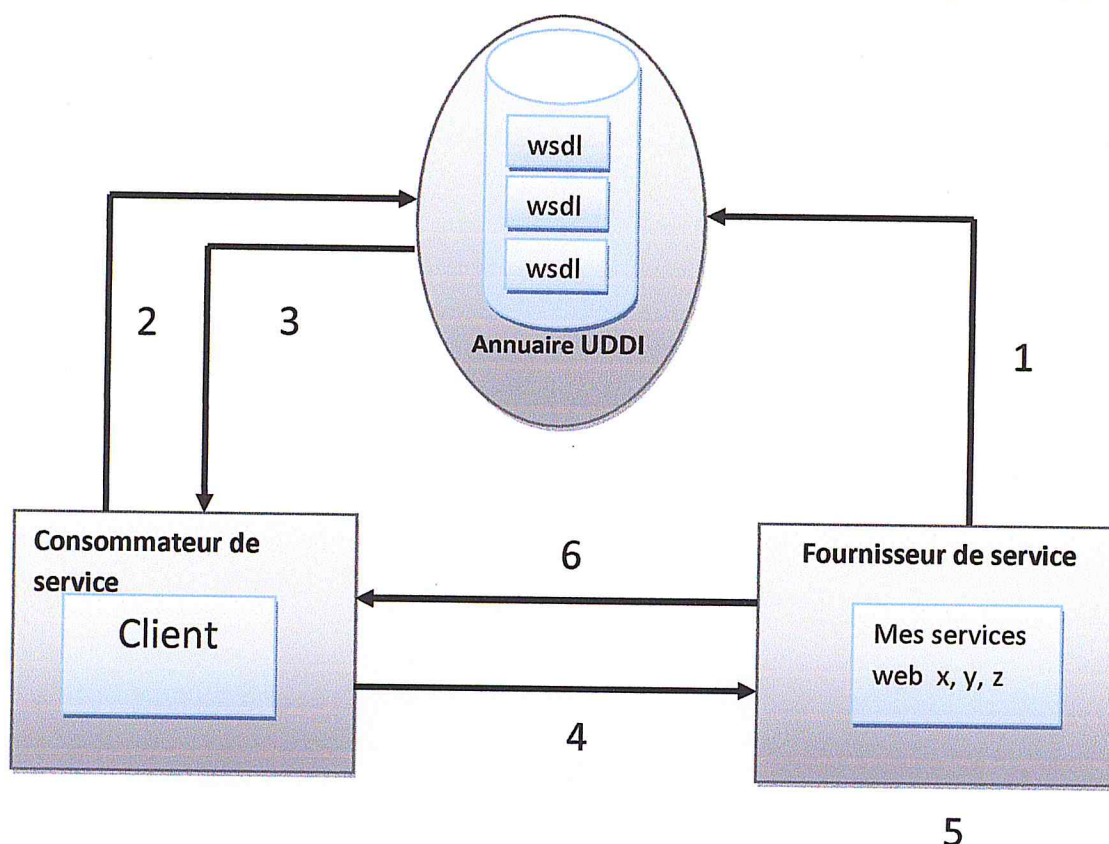 wsdl
wsdl
wsdl
Annuaire UDDI
2
3
1
Consommateur de
service
Client
6
4
Fournisseur de service
Mes services
web x, y, z
5